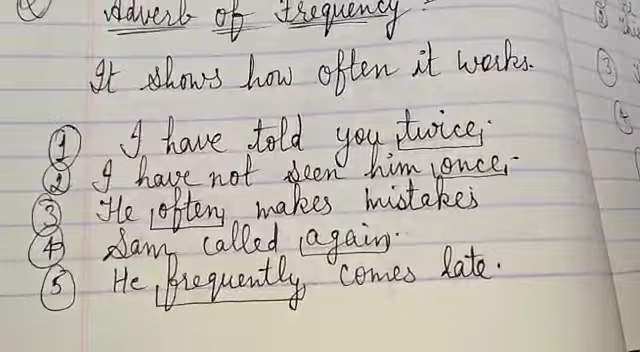 Adverb of Frequency :
It shows how often it works.
① I have told you twice.
② I have not seen him once.
③ He often makes mistakes
④ Sam called again.
⑤ He frequently comes late.